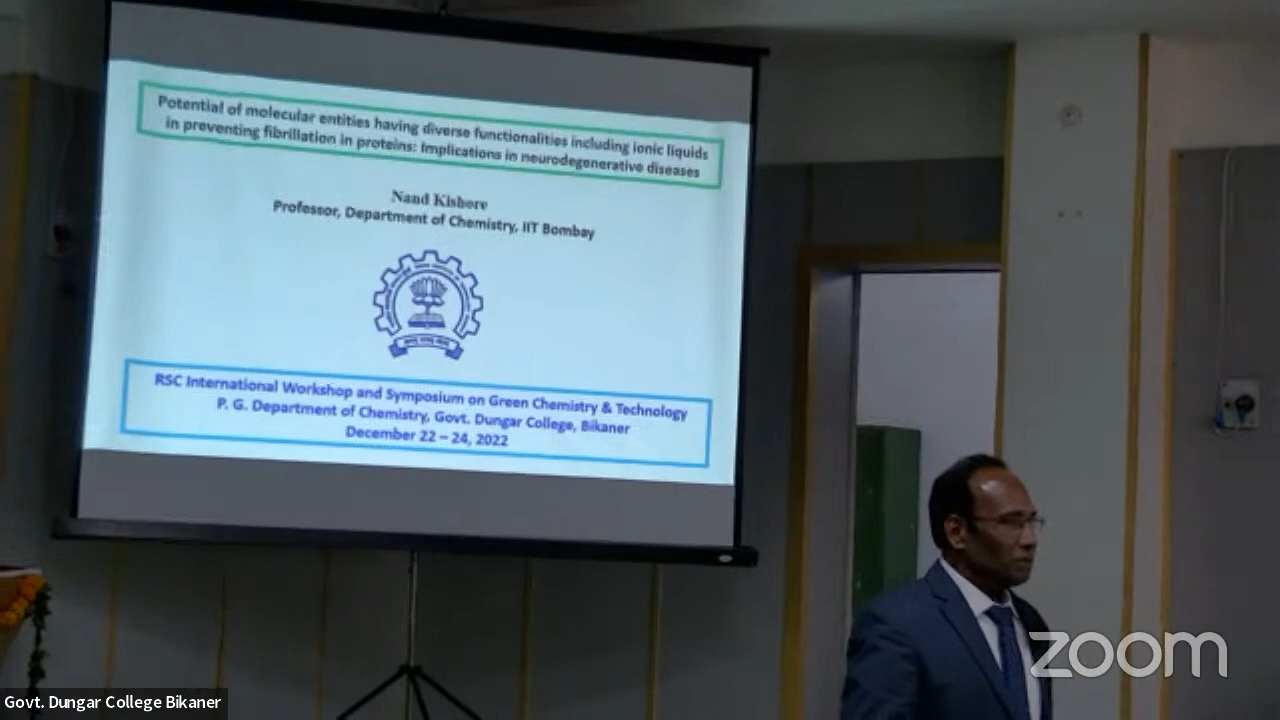 Potential of molecular entities having diverse functionalities including ionic liquids
in preventing fibrillation in proteins: Implications in neurodegenerative diseases
Nand Kishore
Professor, Department of Chemistry, IIT Bombay
RSC International Workshop and Symposium on Green Chemistry & Technology
P. G. Department of Chemistry, Govt. Dungar College, Bikaner
December 22 – 24, 2022
zoom
Govt. Dungar College Bikaner